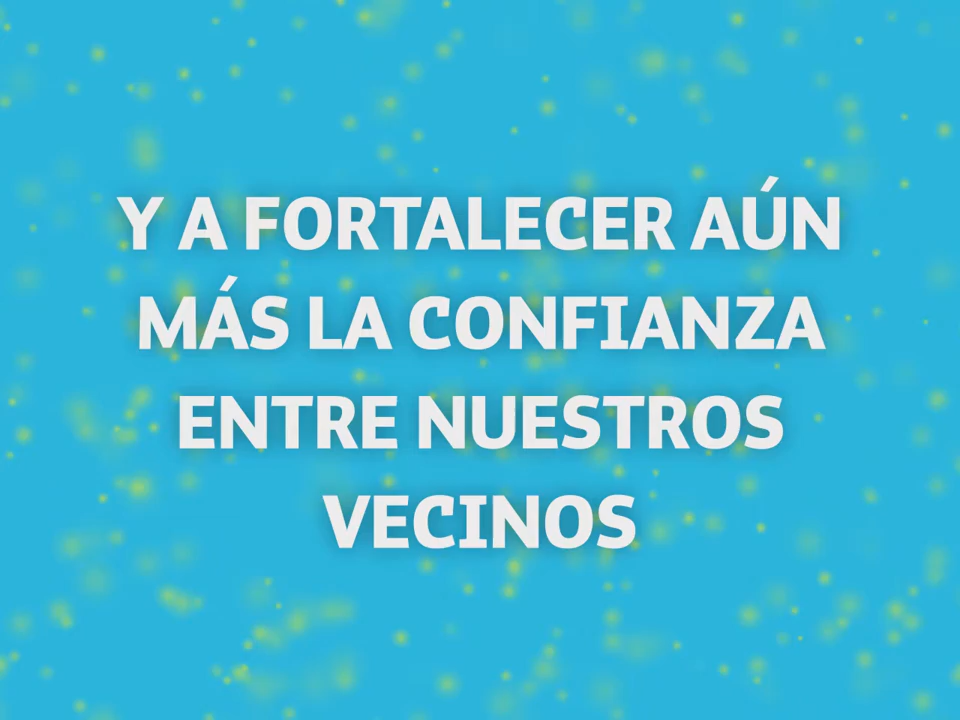 Y A FORTALECER AÚN
MÁS LA CONFIANZA
ENTRE NUESTROS
VECINOS